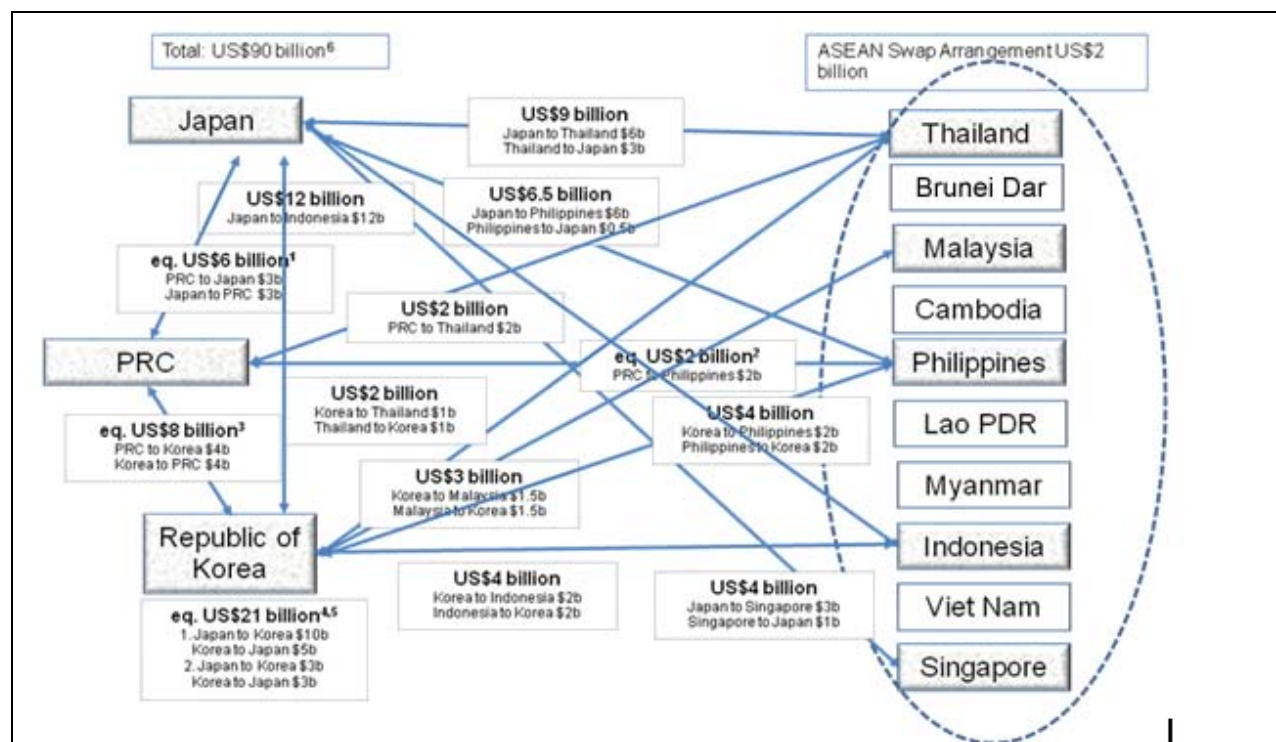 Total: US$90 billion⁶
ASEAN Swap Arrangement US$2
billion
Japan
US$9 billion
Japan to Thailand $6b
Thailand to Japan $3b
Thailand
Brunei Dar
US$12 billion
Japan to Indonesia $12b
US$6.5 billion
Japan to Philippines $6b
Philippines to Japan $0.5b
Malaysia
eq. US$6 billion¹
PRC to Japan $3b
Japan to PRC $3b
US$2 billion
PRC to Thailand $2b
Cambodia
PRC
eq. US$2 billion²
PRC to Philippines $2b
Philippines
US$2 billion
Korea to Thailand $1b
Thailand to Korea $1b
US$4 billion
Korea to Philippines $2b
Philippines to Korea $2b
Lao PDR
eq. US$8 billion³
PRC to Korea $4b
Korea to PRC $4b
US$3 billion
Korea to Malaysia $1.5b
Malaysia to Korea $1.5b
Myanmar
Republic of
Korea
Indonesia
US$4 billion
Korea to Indonesia $2b
Indonesia to Korea $2b
US$4 billion
Japan to Singapore $3b
Singapore to Japan $1b
Viet Nam
eq. US$21 billion⁴,⁵
1. Japan to Korea $10b
Korea to Japan $5b
2. Japan to Korea $3b
Korea to Japan $3b
Singapore